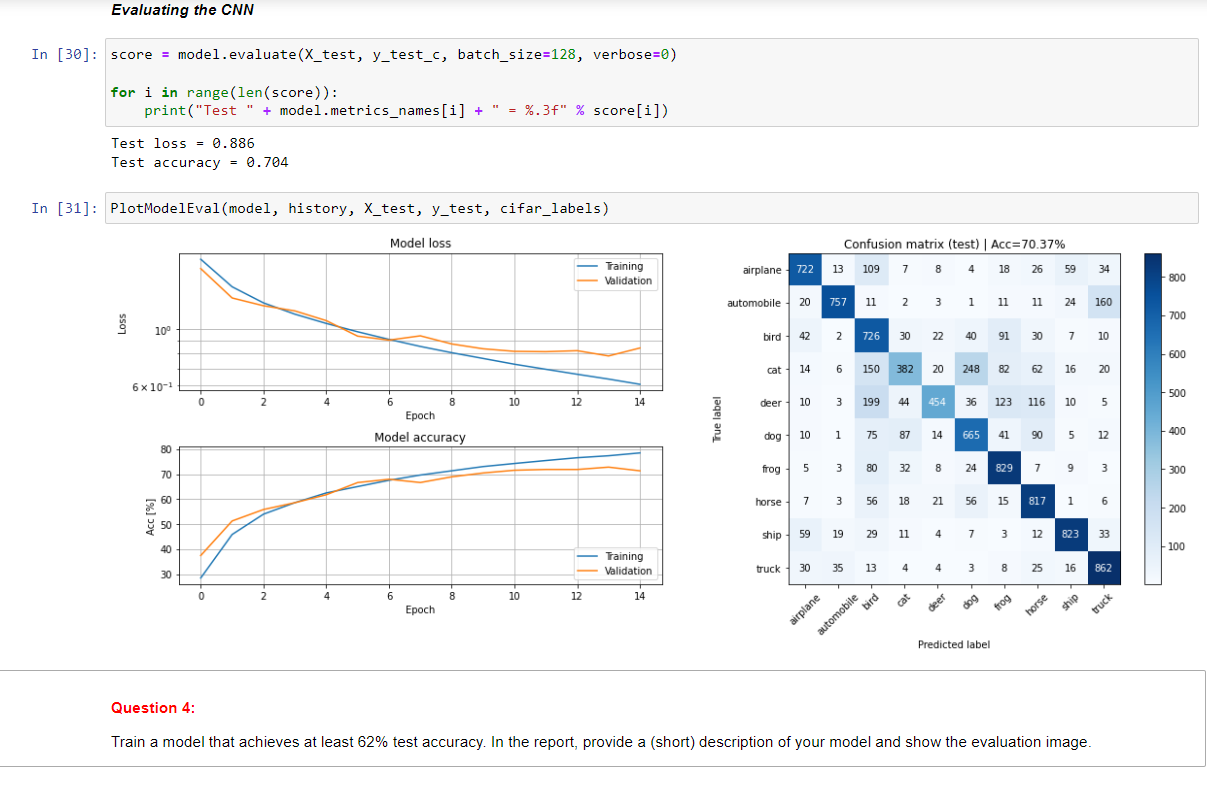 Evaluating the CNN
In [30]: score = model.evaluate(X_test, y_test_c, batch_size=128, verbose=0)
for i in range(len(score)):
print("Test " + model.metrics_names[i] + " = %.3f" % score[i])
Test loss = 0.886
Test accuracy = 0.704
In [31]: PlotModelEval(model, history, X_test, y_test, cifar_labels)
Model loss
Training
Validation
Loss
10⁰
6 × 10⁻¹
0 2 4 6 8 10 12 14
Epoch
Model accuracy
80
70
60
50
40
30
Acc [%]
Training
Validation
0 2 4 6 8 10 12 14
Epoch
Confusion matrix (test) | Acc=70.37%
True label
airplane 722 13 109 7 8 4 18 26 59 34
automobile 20 757 11 2 3 1 11 11 24 160
bird 42 2 726 30 22 40 91 30 7 10
cat 14 6 150 382 20 248 82 62 16 20
deer 10 3 199 44 454 36 123 116 10 5
dog 10 1 75 87 14 665 41 90 5 12
frog 5 3 80 32 8 24 829 7 9 3
horse 7 3 56 18 21 56 15 817 1 6
ship 59 19 29 11 4 7 3 12 823 33
truck 30 35 13 4 4 3 8 25 16 862
airplane automobile bird cat deer dog frog horse ship truck
Predicted label
800
700
600
500
400
300
200
100
Question 4:
Train a model that achieves at least 62% test accuracy. In the report, provide a (short) description of your model and show the evaluation image.